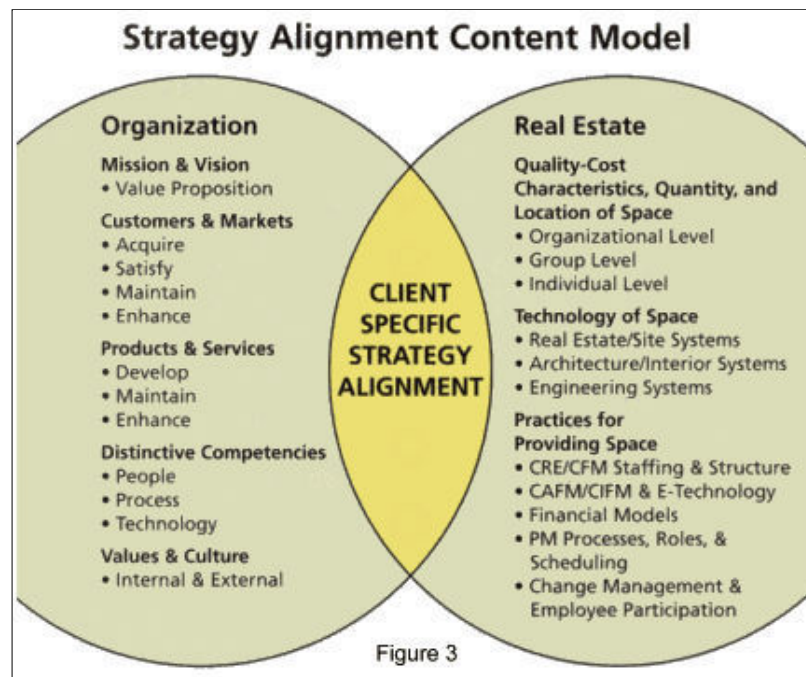 Strategy Alignment Content Model
Organization
Mission & Vision
• Value Proposition
Customers & Markets
• Acquire
• Satisfy
• Maintain
• Enhance
Products & Services
• Develop
• Maintain
• Enhance
Distinctive Competencies
• People
• Process
• Technology
Values & Culture
• Internal & External
CLIENT
SPECIFIC
STRATEGY
ALIGNMENT
Real Estate
Quality-Cost
Characteristics, Quantity, and
Location of Space
• Organizational Level
• Group Level
• Individual Level
Technology of Space
• Real Estate/Site Systems
• Architecture/Interior Systems
• Engineering Systems
Practices for
Providing Space
• CRE/CFM Staffing & Structure
• CAFM/CIFM & E-Technology
• Financial Models
• PM Processes, Roles, &
Scheduling
• Change Management &
Employee Participation
Figure 3